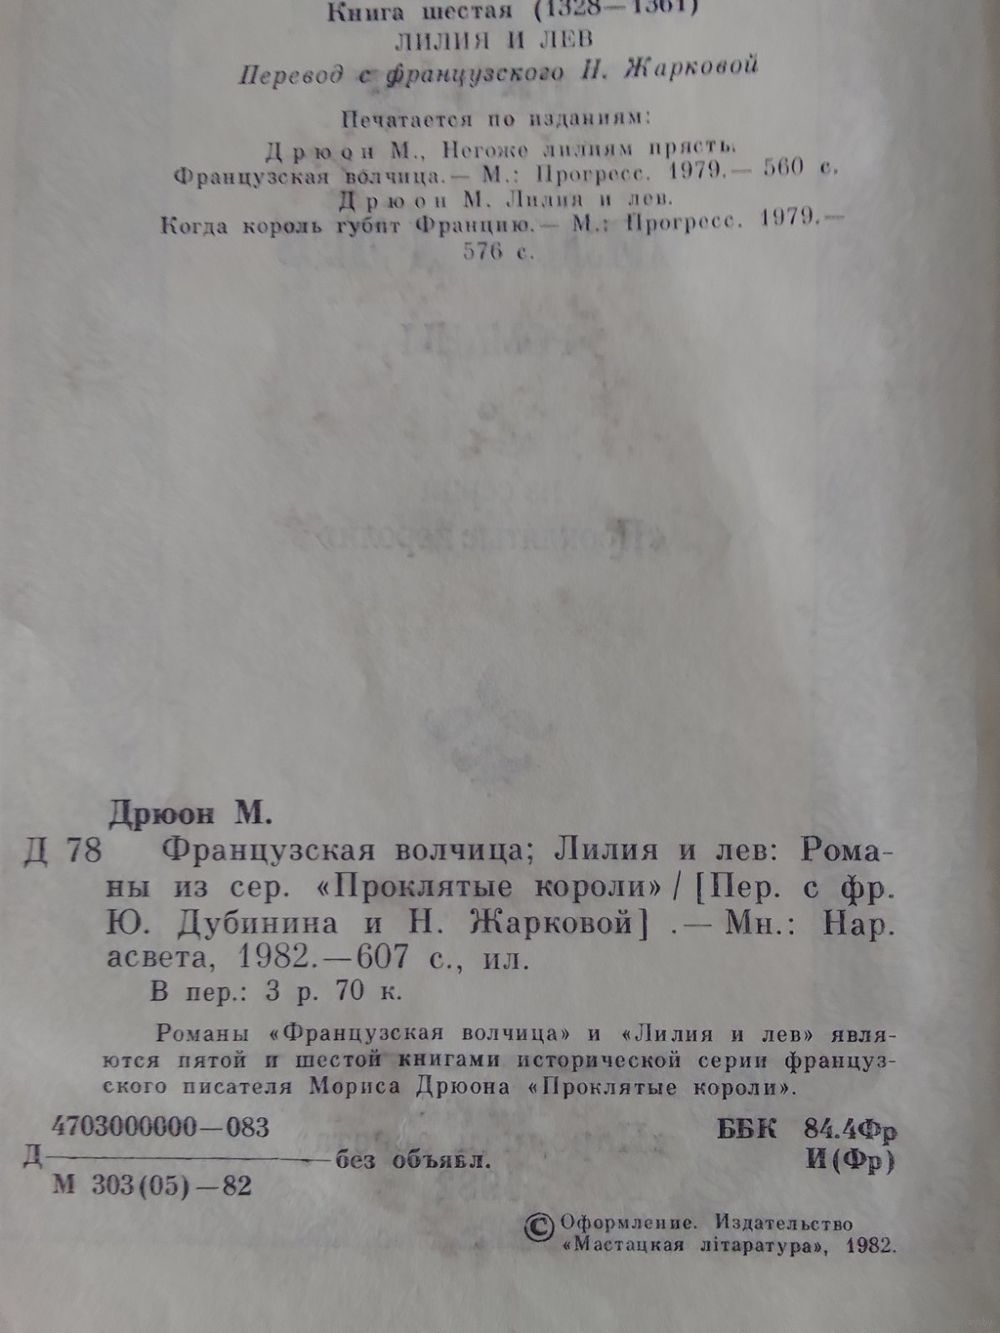 Книга шестая (1328—1361)
ЛИЛИЯ И ЛЕВ
Перевод с французского Н. Жарковой
Печатается по изданиям:
Дрюон М., Негоже лилиям прясть.
Французская волчица.— М.: Прогресс. 1979.— 560 с.
Дрюон М. Лилия и лев.
Когда король губит Францию.— М.: Прогресс. 1979.—
576 с.
Дрюон М.
Д 78 Французская волчица; Лилия и лев: Рома-
ны из сер. «Проклятые короли» / [Пер. с фр.
Ю. Дубинина и Н. Жарковой] .— Мн.: Нар.
асвета, 1982.—607 с., ил.
В пер.: 3 р. 70 к.
Романы «Французская волчица» и «Лилия и лев» явля-
ются пятой и шестой книгами исторической серии француз-
ского писателя Мориса Дрюона «Проклятые короли».
4703000000—083 ББК 84.4Фр
Д — без объявл. И(Фр)
М 303(05)—82
© Оформление. Издательство
«Мастацкая літаратура», 1982.